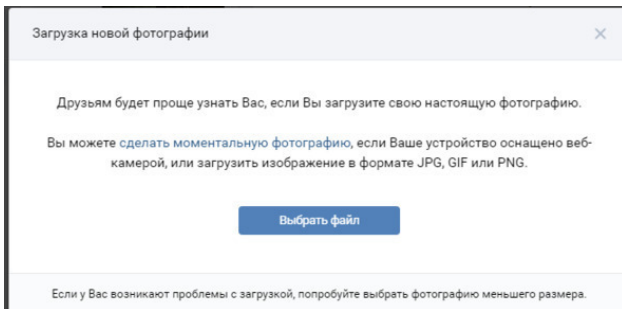 Загрузка новой фотографии
Друзьям будет проще узнать Вас, если Вы загрузите свою настоящую фотографию.
Вы можете сделать моментальную фотографию, если Ваше устройство оснащено веб-
камерой, или загрузить изображение в формате JPG, GIF или PNG.
Выбрать файл
Если у Вас возникают проблемы с загрузкой, попробуйте выбрать фотографию меньшего размера.